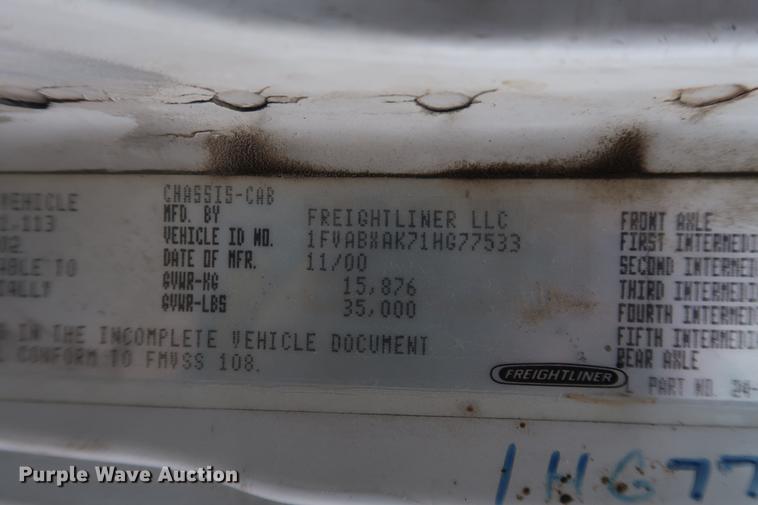 VEHICLE
CHASSIS-CAB
MFD. BY FREIGHTLINER LLC
VEHICLE ID NO. 1FVABXAK71HG77533
DATE OF MFR. 11/00
GVWR-KG 15,876
GVWR-LBS 35,000
-113
02
ABLE TO
IALLY
IN THE INCOMPLETE VEHICLE DOCUMENT
CONFORM TO FMVSS 108.
FRONT AXLE
FIRST INTERMEDI
SECOND INTERMEDI
THIRD INTERMEDI
FOURTH INTERMEDI
FIFTH INTERMEDI
REAR AXLE
PART NO. 24-
FREIGHTLINER
1HG77
Purple Wave Auction